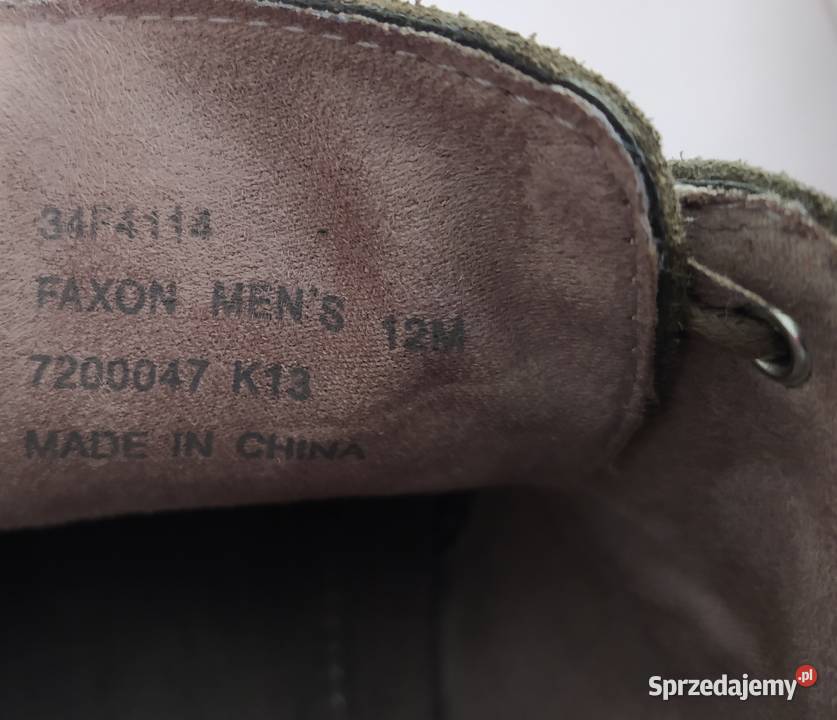 34F4114
FAXON MEN'S 12M
7200047 K13
MADE IN CHINA
Sprzedajemy.pl